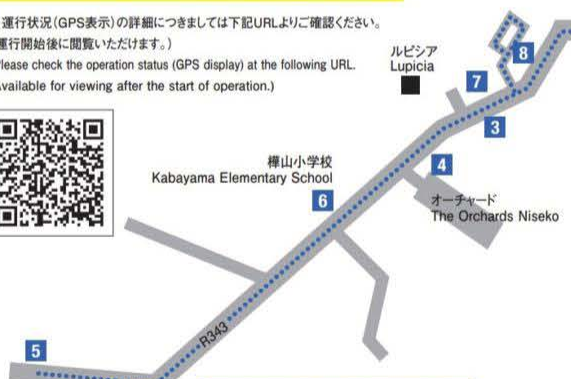 運行状況(GPS表示)の詳細につきましては下記URLよりご確認ください。
運行開始後に閲覧いただけます。)
Please check the operation status (GPS display) at the following URL.
Available for viewing after the start of operation.)
ルピシア
Lupicia
8
7
3
樺山小学校
Kabayama Elementary School
4
6
オーチャード
The Orchards Niseko
R343
5